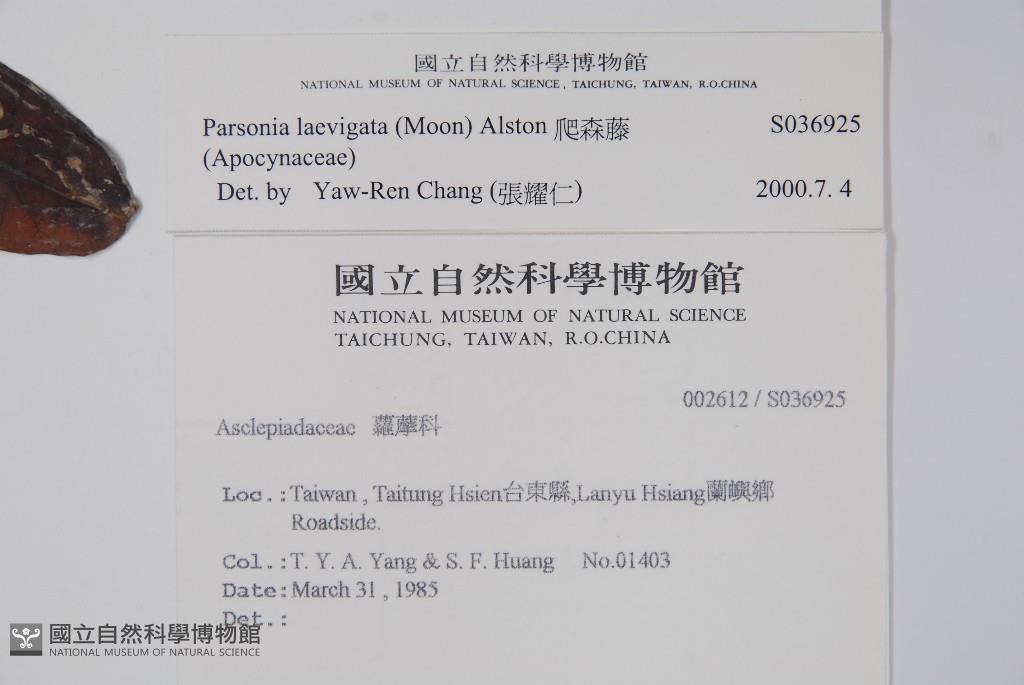 國立自然科學博物館
NATIONAL MUSEUM OF NATURAL SCIENCE, TAICHUNG, TAIWAN, R.O.CHINA
Parsonia laevigata (Moon) Alston 爬森藤 S036925
(Apocynaceae)
Det. by Yaw-Ren Chang (張耀仁) 2000.7. 4
國立自然科學博物館
NATIONAL MUSEUM OF NATURAL SCIENCE
TAICHUNG, TAIWAN, R.O.CHINA
002612 / S036925
Asclepiadaceae 蘿藦科
Loc.:Taiwan , Taitung Hsien台東縣,Lanyu Hsiang蘭嶼鄉
Roadside.
Col.:T. Y. A. Yang & S. F. Huang No.01403
Date:March 31 , 1985
Det.:
國立自然科學博物館
NATIONAL MUSEUM OF NATURAL SCIENCE